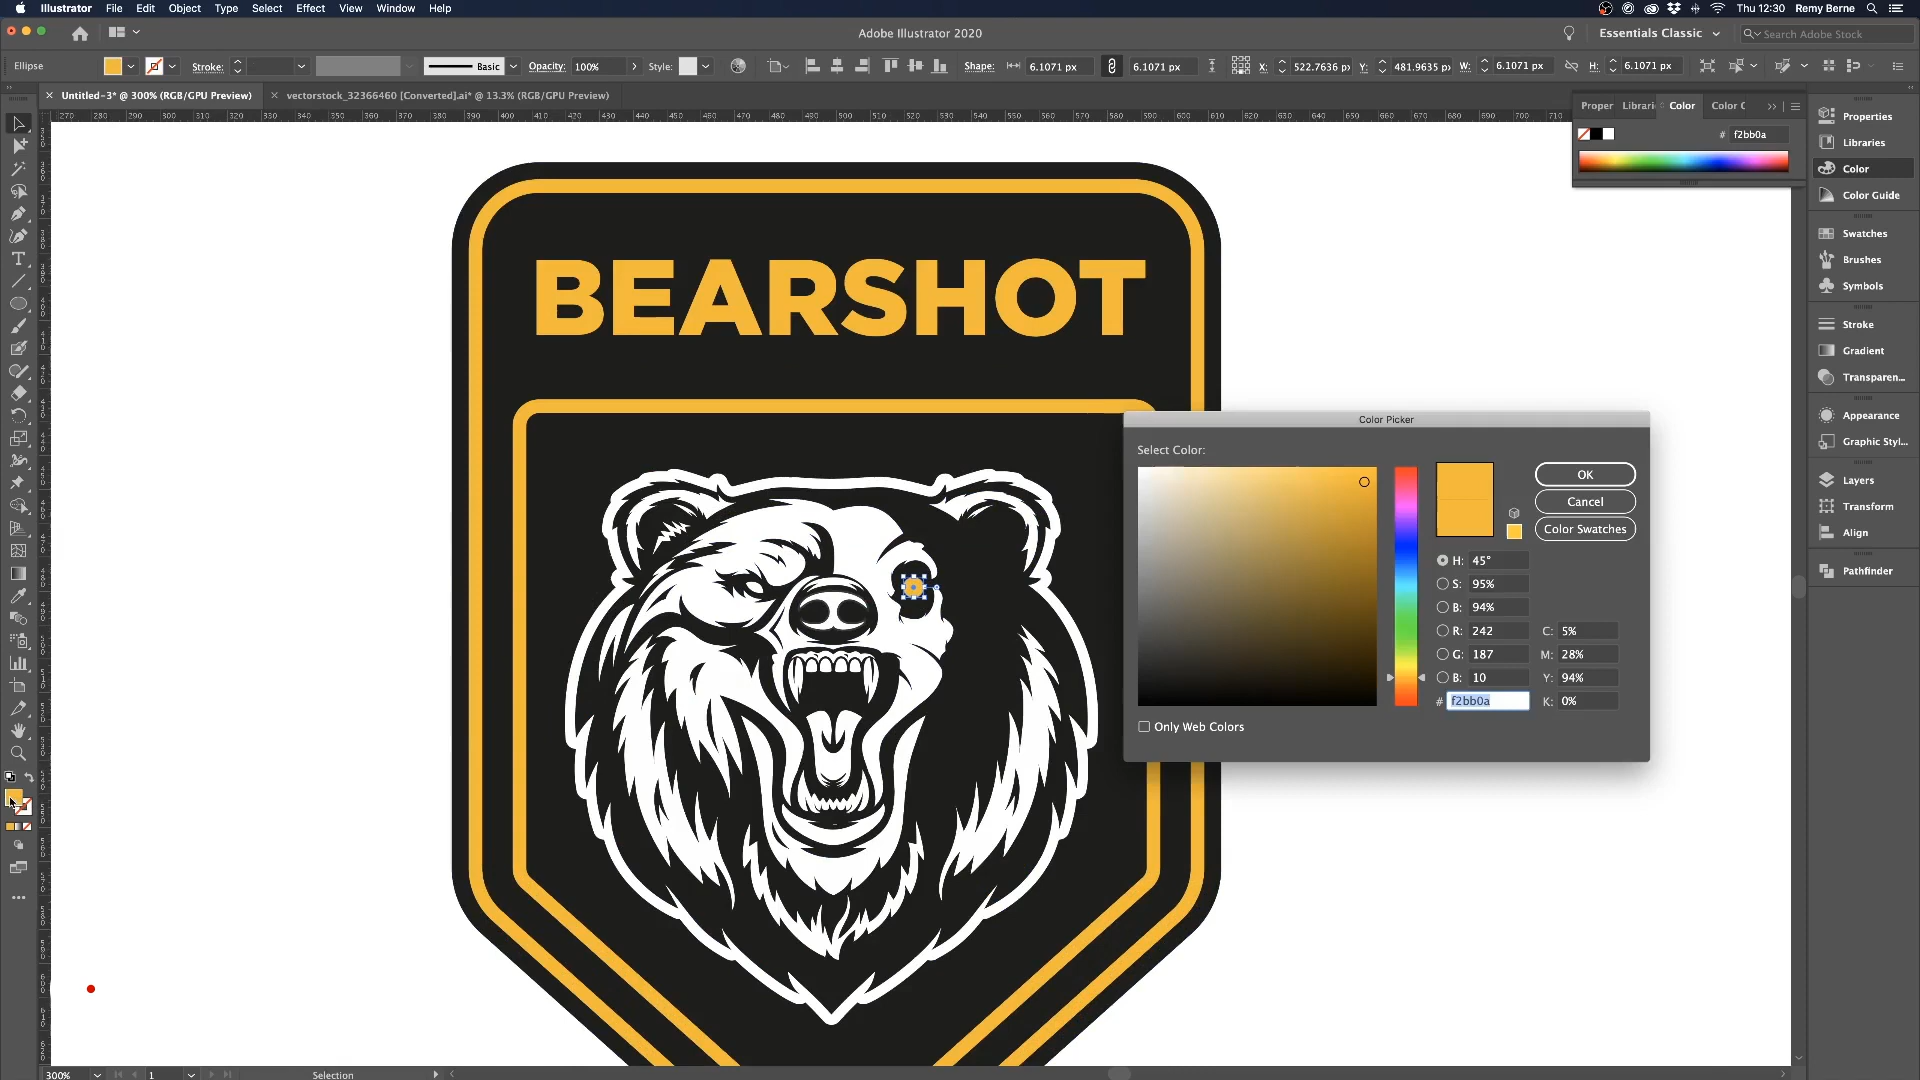 Illustrator File Edit Object Type Select Effect View Window Help
Thu 12:30 Remy Berne
Adobe Illustrator 2020
Essentials Classic
Search Adobe Stock
Ellipse
Stroke:
Basic
Opacity: 100%
Style:
Shape: 6.1071 px 6.1071 px X: 522.7636 px Y: 481.9635 px W: 6.1071 px H: 6.1071 px
Untitled-3* @ 300% (RGB/GPU Preview)
vectorstock_32366460 [Converted].ai* @ 13.3% (RGB/GPU Preview)
270 280 290 300 310 320 330 340 350 360 370 380 390 400 410 420 430 440 450 460 470 480 490 500 510 520 530 540 550 560 570 580 590 600 610 620 630 640 650 660 670 680 690 700 710
Proper Librari Color Color C
# f2bb0a
Properties
Libraries
Color
Color Guide
Swatches
Brushes
Symbols
Stroke
Gradient
Transparen...
Appearance
Graphic Styl...
Layers
Transform
Align
Pathfinder
BEARSHOT
Color Picker
Select Color:
OK
Cancel
Color Swatches
H: 45°
S: 95%
B: 94%
R: 242 C: 5%
G: 187 M: 28%
B: 10 Y: 94%
# f2bb0a K: 0%
Only Web Colors
300% 1 Selection